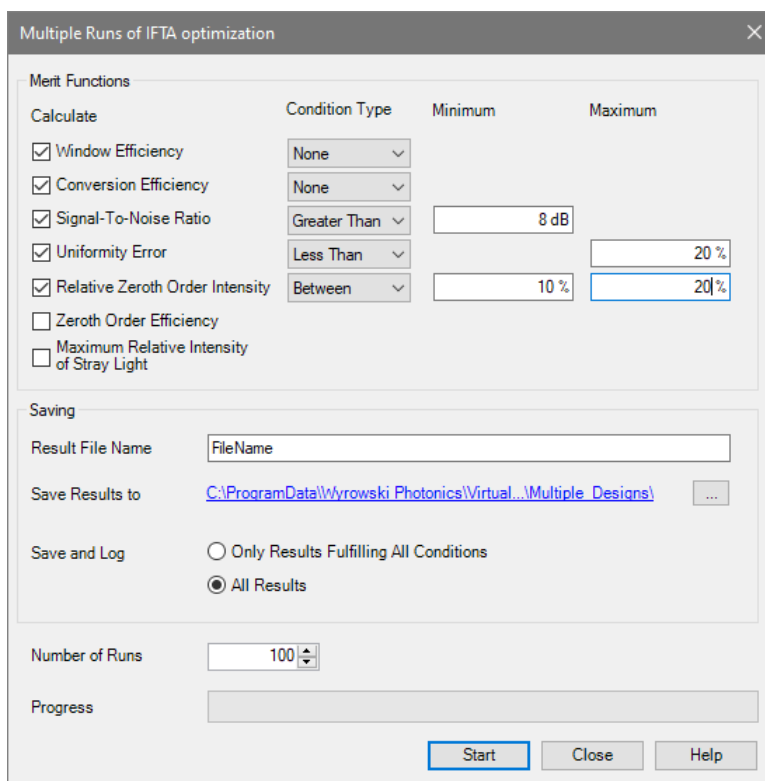 Multiple Runs of IFTA optimization
Merit Functions
Calculate Condition Type Minimum Maximum
Window Efficiency None
Conversion Efficiency None
Signal-To-Noise Ratio Greater Than 8 dB
Uniformity Error Less Than 20 %
Relative Zeroth Order Intensity Between 10 % 20 %
Zeroth Order Efficiency
Maximum Relative Intensity
of Stray Light
Saving
Result File Name FileName
Save Results to C:\ProgramData\Wyrowski Photonics\Virtual...\Multiple_Designs\ ...
Save and Log Only Results Fulfilling All Conditions
All Results
Number of Runs 100
Progress
Start Close Help